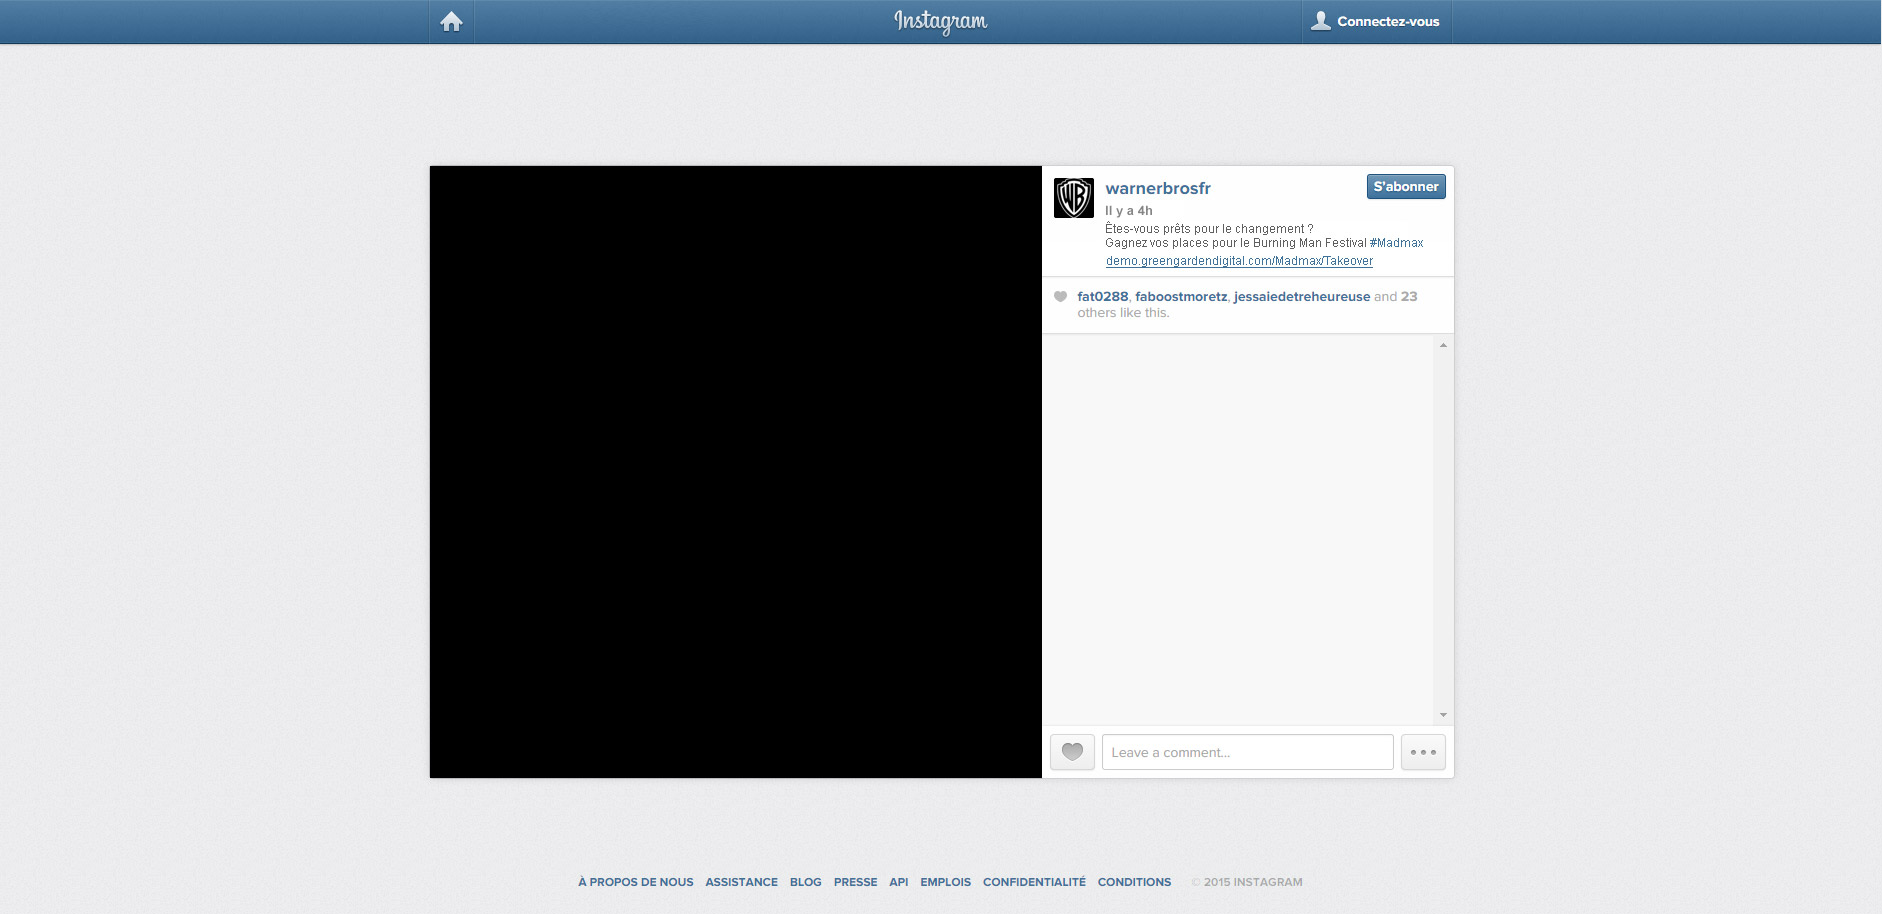 Instagram
Connectez-vous
WB
warnerbrosfr
S'abonner
Il y a 4h
Êtes-vous prêts pour le changement ?
Gagnez vos places pour le Burning Man Festival #Madmax
demo.greengardendigital.com/Madmax/Takeover
fat0288, faboostmoretz, jessaiedetreheureuse and 23
others like this.
Leave a comment...
À PROPOS DE NOUS ASSISTANCE BLOG PRESSE API EMPLOIS CONFIDENTIALITÉ CONDITIONS © 2015 INSTAGRAM